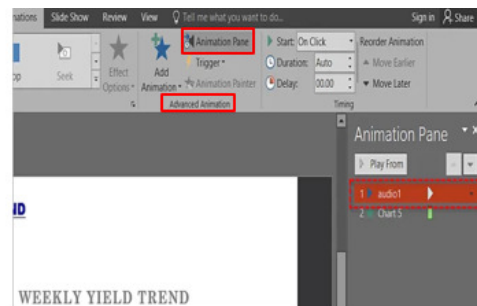 nations Slide Show Review View Tell me what you want to do... Sign in Share
Seek
Effect Options
Add Animation
Animation Pane
Trigger
Animation Painter
Advanced Animation
Start: On Click
Duration: Auto
Delay: 00.00
Timing
Reorder Animation
Move Earlier
Move Later
Animation Pane
Play From
1 audio1
2 Chart 5
WEEKLY YIELD TREND